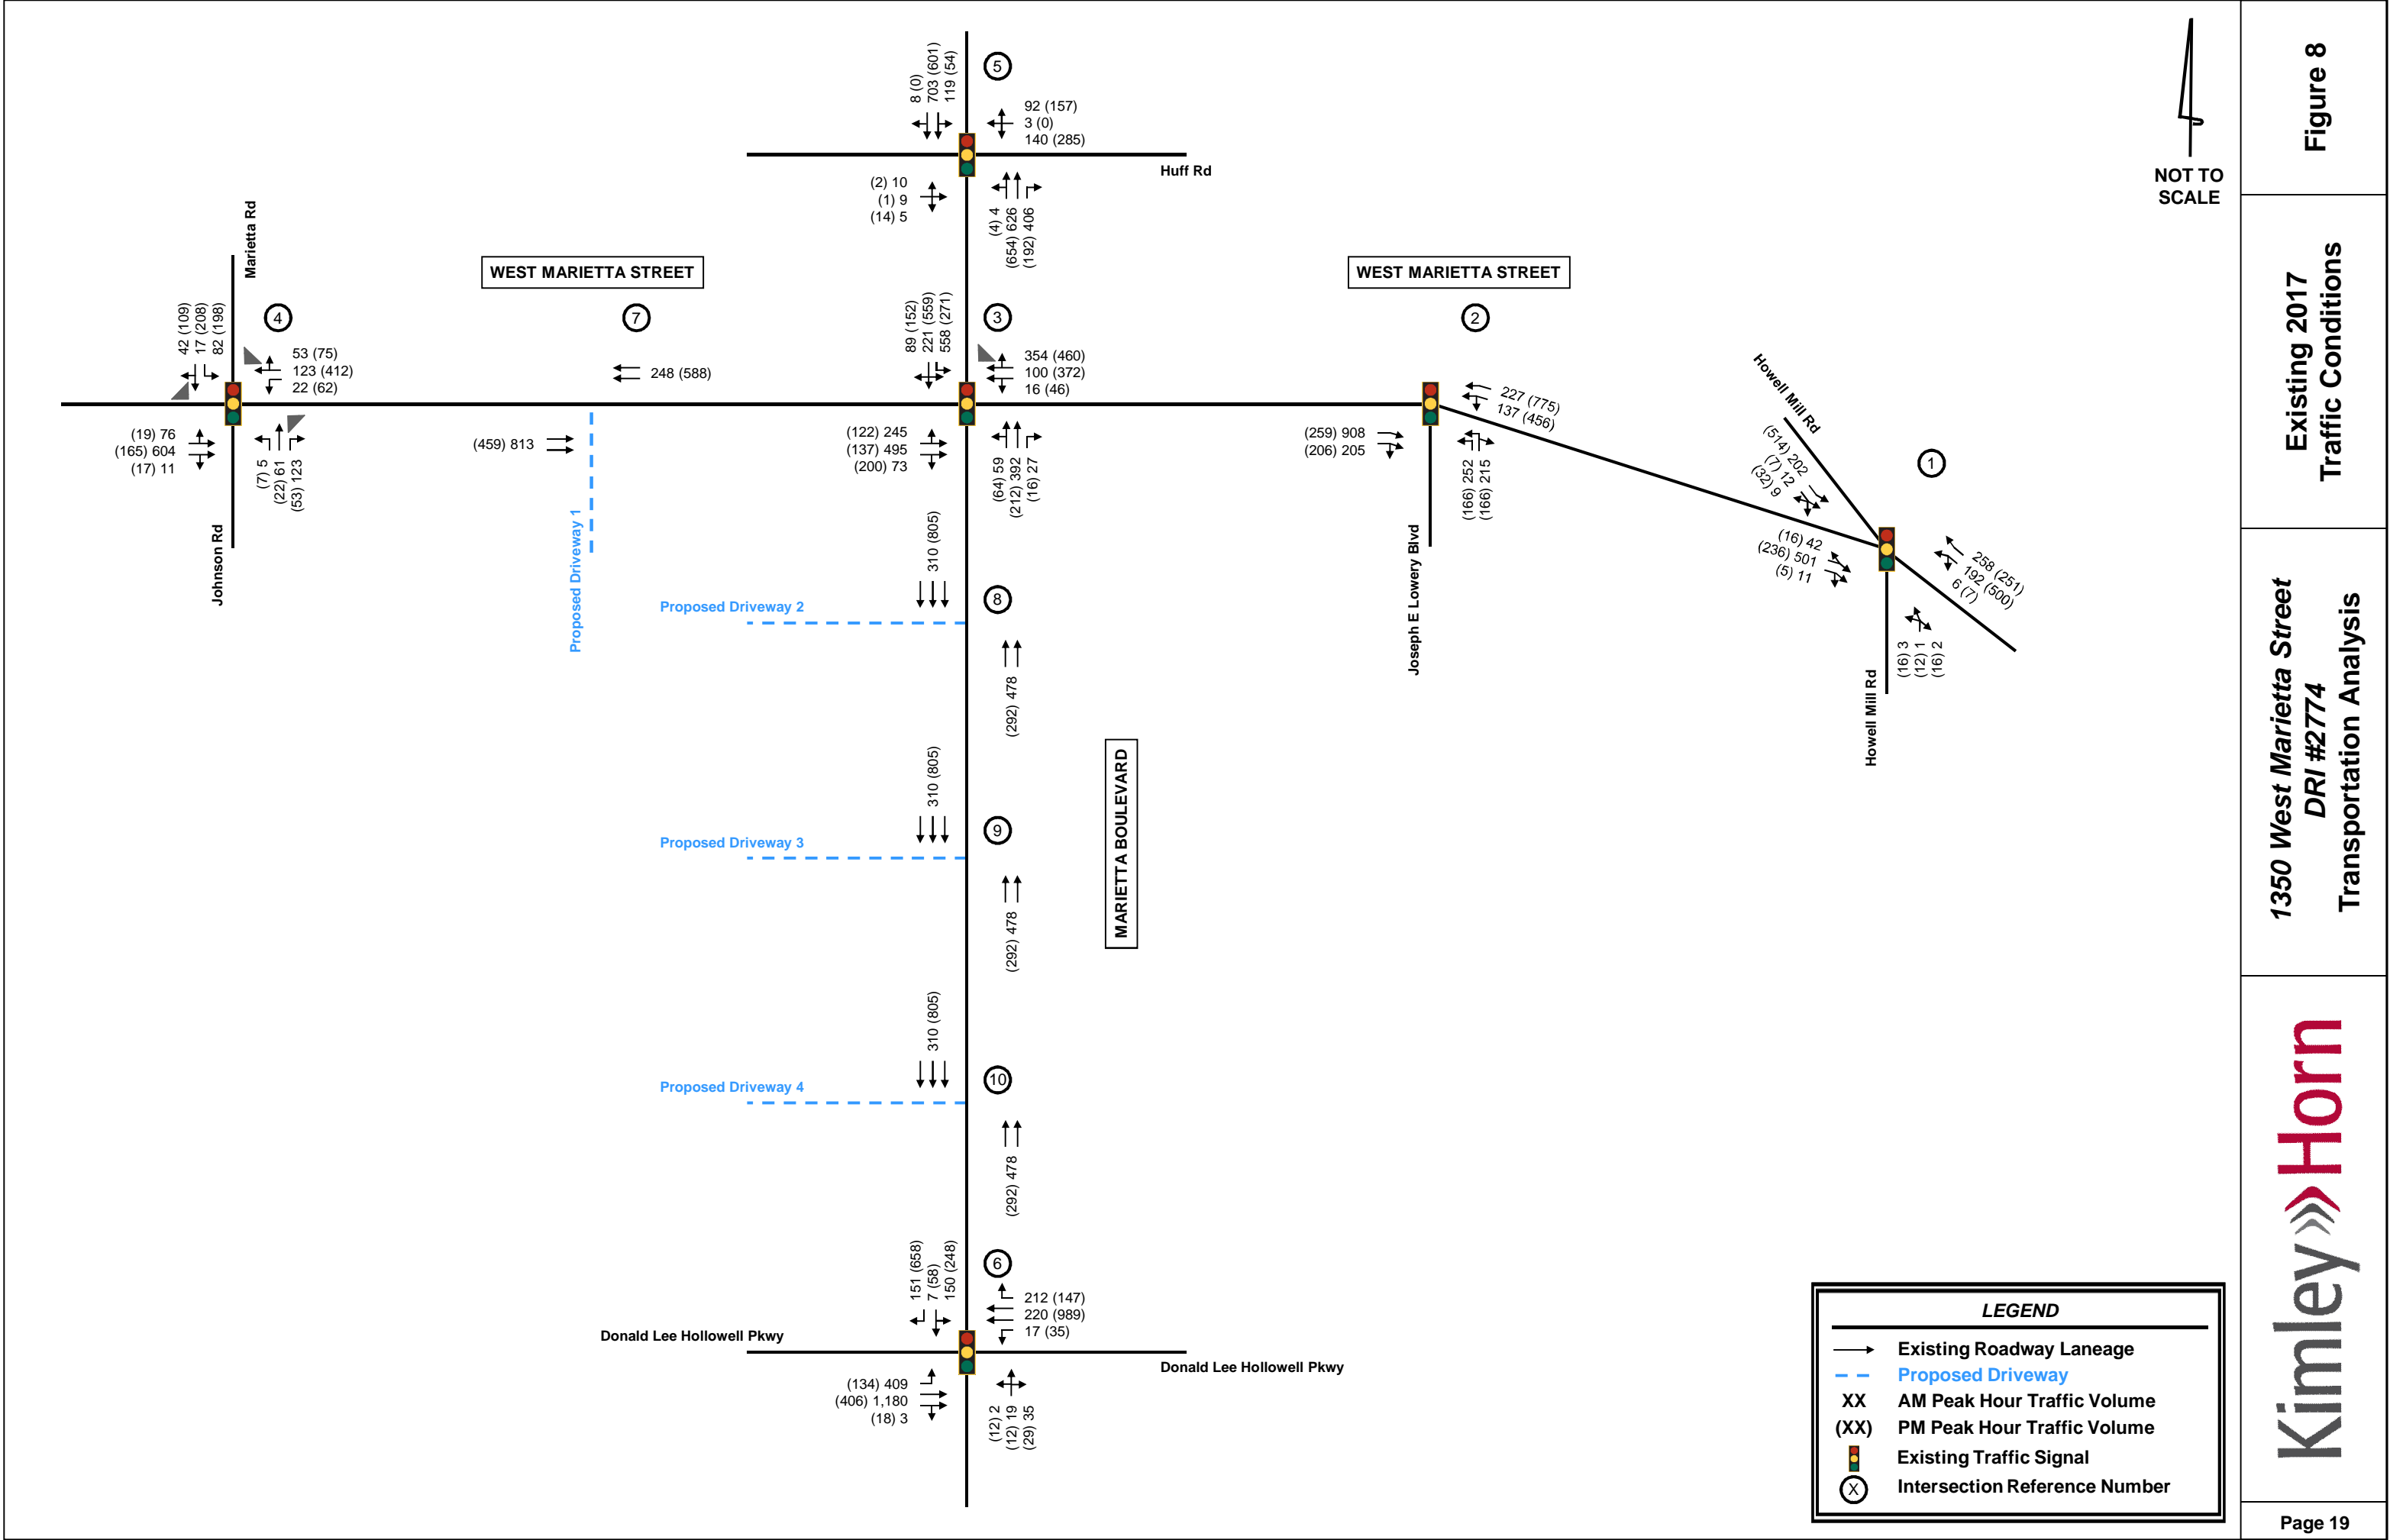 8 (0)
703 (601)
119 (54)
5
92 (157)
3 (0)
140 (285)
Huff Rd
(2) 10
(1) 9
(14) 5
(4) 4
(654) 626
(192) 406
NOT TO
SCALE
Marietta Rd
WEST MARIETTA STREET
WEST MARIETTA STREET
42 (109)
17 (208)
82 (198)
4
53 (75)
123 (412)
22 (62)
(19) 76
(165) 604
(17) 11
(7) 5
(22) 61
(53) 123
Johnson Rd
7
248 (588)
(459) 813
Proposed Driveway 1
89 (152)
221 (559)
558 (271)
3
354 (460)
100 (372)
16 (46)
(122) 245
(137) 495
(200) 73
(64) 59
(212) 392
(16) 27
2
227 (775)
137 (456)
(259) 908
(206) 205
(166) 252
(166) 215
Joseph E Lowery Blvd
Howell Mill Rd
1
(514) 202
(7) 12
(32) 9
(16) 42
(236) 501
(5) 11
258 (251)
192 (500)
6 (7)
(16) 3
(12) 1
(16) 2
Howell Mill Rd
310 (805)
8
Proposed Driveway 2
(292) 478
MARIETTA BOULEVARD
310 (805)
9
Proposed Driveway 3
(292) 478
310 (805)
10
Proposed Driveway 4
(292) 478
151 (658)
7 (58)
150 (248)
6
212 (147)
220 (989)
17 (35)
Donald Lee Hollowell Pkwy
Donald Lee Hollowell Pkwy
(134) 409
(406) 1,180
(18) 3
(12) 2
(12) 19
(29) 35
LEGEND
Existing Roadway Laneage
Proposed Driveway
XX AM Peak Hour Traffic Volume
(XX) PM Peak Hour Traffic Volume
Existing Traffic Signal
X Intersection Reference Number
Figure 8
Existing 2017
Traffic Conditions
1350 West Marietta Street
DRI #2774
Transportation Analysis
Kimley»Horn
Page 19